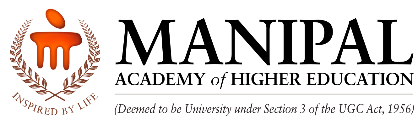 INSPIRED BY LIFE
MANIPAL
ACADEMY of HIGHER EDUCATION
(Deemed to be University under Section 3 of the UGC Act, 1956)